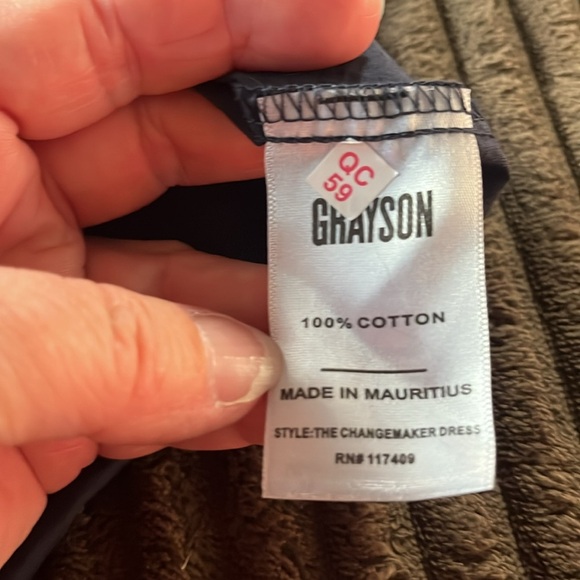 QC
59
GRAYSON
100% COTTON
MADE IN MAURITIUS
STYLE:THE CHANGEMAKER DRESS
RN# 117409